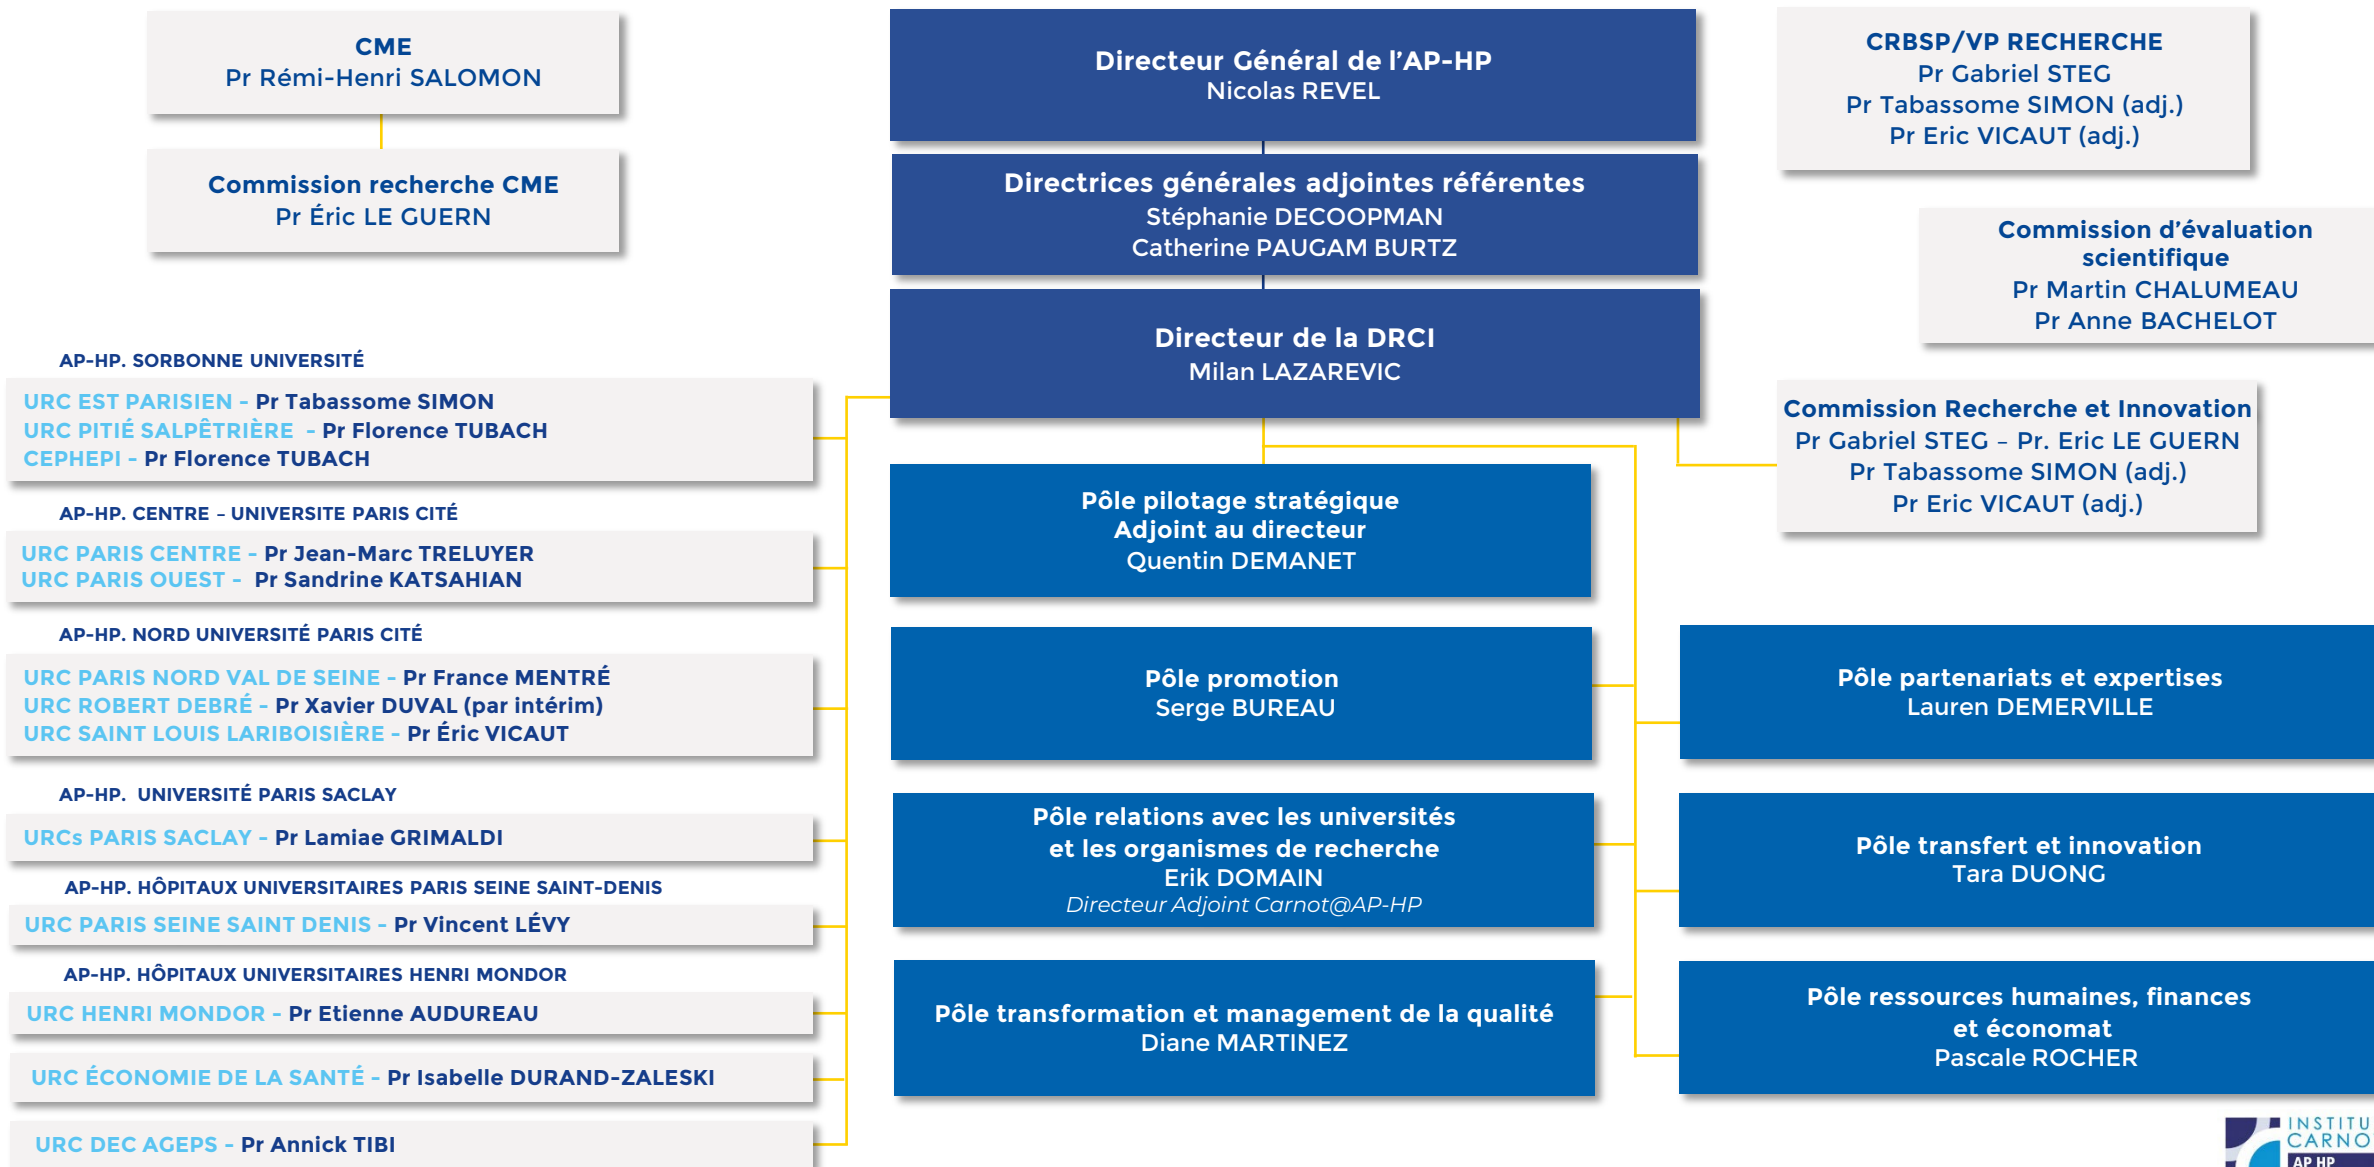 CME
Pr Rémi-Henri SALOMON
Commission recherche CME
Pr Éric LE GUERN
Directeur Général de l'AP-HP
Nicolas REVEL
Directrices générales adjointes référentes
Stéphanie DECOOPMAN
Catherine PAUGAM BURTZ
Directeur de la DRCI
Milan LAZAREVIC
CRBSP/VP RECHERCHE
Pr Gabriel STEG
Pr Tabassome SIMON (adj.)
Pr Eric VICAUT (adj.)
Commission d'évaluation
scientifique
Pr Martin CHALUMEAU
Pr Anne BACHELOT
Commission Recherche et Innovation
Pr Gabriel STEG – Pr. Eric LE GUERN
Pr Tabassome SIMON (adj.)
Pr Eric VICAUT (adj.)
AP-HP. SORBONNE UNIVERSITÉ
URC EST PARISIEN - Pr Tabassome SIMON
URC PITIÉ SALPÊTRIÈRE - Pr Florence TUBACH
CEPHEPI - Pr Florence TUBACH
AP-HP. CENTRE – UNIVERSITE PARIS CITÉ
URC PARIS CENTRE - Pr Jean-Marc TRELUYER
URC PARIS OUEST - Pr Sandrine KATSAHIAN
AP-HP. NORD UNIVERSITÉ PARIS CITÉ
URC PARIS NORD VAL DE SEINE - Pr France MENTRÉ
URC ROBERT DEBRÉ - Pr Xavier DUVAL (par intérim)
URC SAINT LOUIS LARIBOISIÈRE - Pr Éric VICAUT
AP-HP. UNIVERSITÉ PARIS SACLAY
URCs PARIS SACLAY - Pr Lamiae GRIMALDI
AP-HP. HÔPITAUX UNIVERSITAIRES PARIS SEINE SAINT-DENIS
URC PARIS SEINE SAINT DENIS - Pr Vincent LÉVY
AP-HP. HÔPITAUX UNIVERSITAIRES HENRI MONDOR
URC HENRI MONDOR - Pr Etienne AUDUREAU
URC ÉCONOMIE DE LA SANTÉ - Pr Isabelle DURAND-ZALESKI
URC DEC AGEPS - Pr Annick TIBI
Pôle pilotage stratégique
Adjoint au directeur
Quentin DEMANET
Pôle promotion
Serge BUREAU
Pôle relations avec les universités
et les organismes de recherche
Erik DOMAIN
Directeur Adjoint Carnot@AP-HP
Pôle transformation et management de la qualité
Diane MARTINEZ
Pôle partenariats et expertises
Lauren DEMERVILLE
Pôle transfert et innovation
Tara DUONG
Pôle ressources humaines, finances
et économat
Pascale ROCHER
INSTITU
CARNO
AP HP